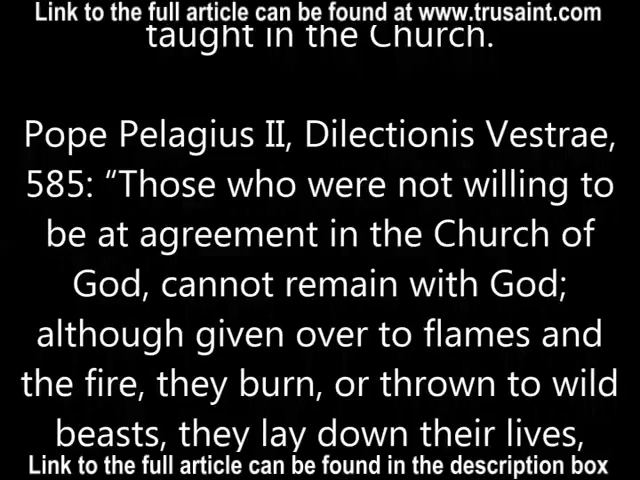 Link to the full article can be found at www.trusaint.com
taught in the Church.
Pope Pelagius II, Dilectionis Vestrae,
585: “Those who were not willing to
be at agreement in the Church of
God, cannot remain with God;
although given over to flames and
the fire, they burn, or thrown to wild
beasts, they lay down their lives,
Link to the full article can be found in the description box